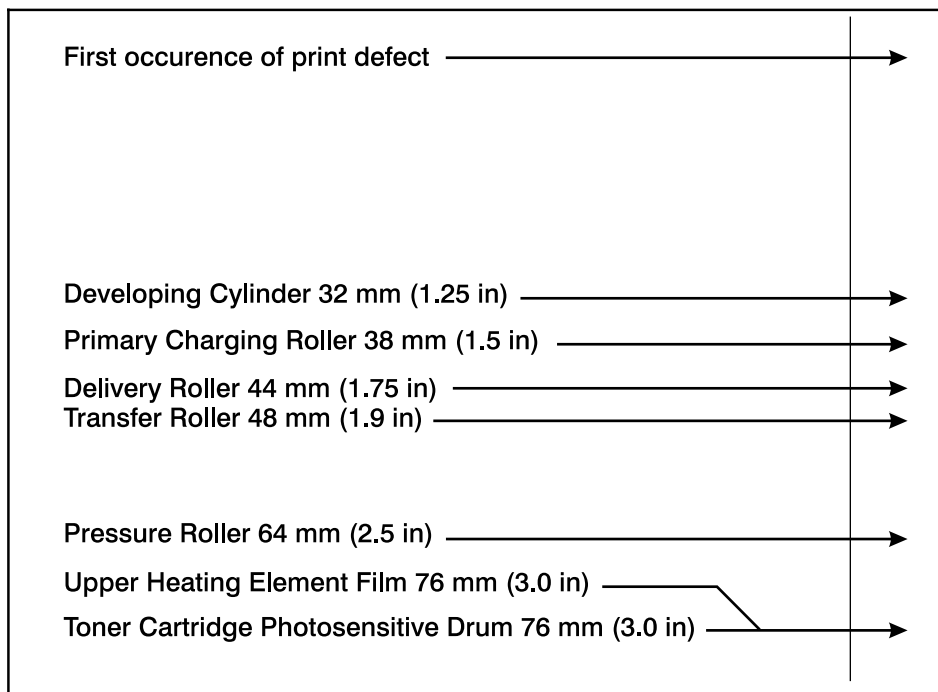 First occurence of print defect
Developing Cylinder 32 mm (1.25 in)
Primary Charging Roller 38 mm (1.5 in)
Delivery Roller 44 mm (1.75 in)
Transfer Roller 48 mm (1.9 in)
Pressure Roller 64 mm (2.5 in)
Upper Heating Element Film 76 mm (3.0 in)
Toner Cartridge Photosensitive Drum 76 mm (3.0 in)